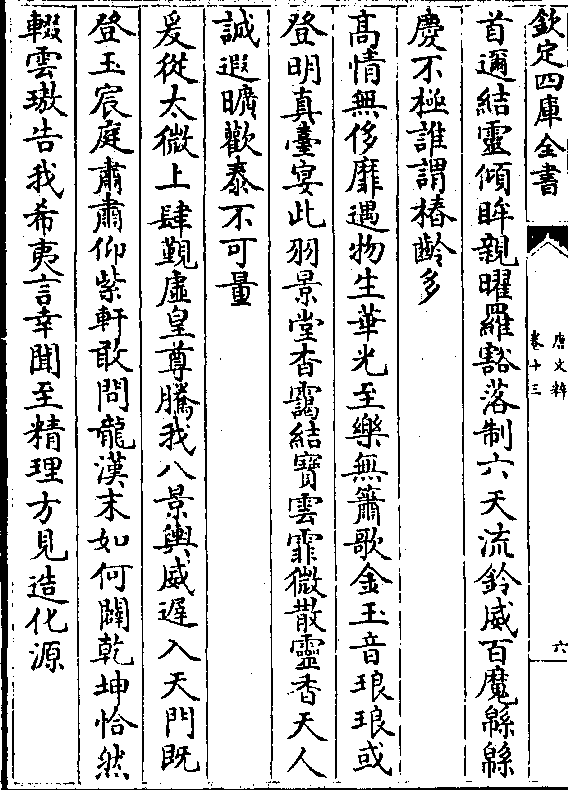 欽定四庫全書
唐文粹
卷十三
六
首邇結靈傾眸親曜羅豁落制六天流鈴威百魔緜緜
慶不極誰謂椿齡多
高情無侈靡遇物生華光至樂無簫歌金玉音琅琅或
登明真臺宴此羽景堂杳靄結寶雲霏微散靈香天人
誠遐曠歡泰不可量
爰從太微上肆覲虛皇尊騰我八景輿威遲入天門既
登玉宸庭肅肅仰紫軒敢問龍漢末如何闢乾坤恰然
輟雲璈告我希夷言幸聞至精理方見造化源